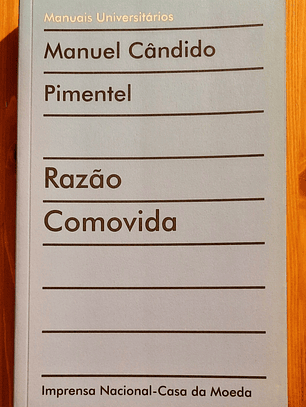 Manuais Universitários
Manuel Cândido
Pimentel
Razão
Comovida
Imprensa Nacional-Casa da Moeda